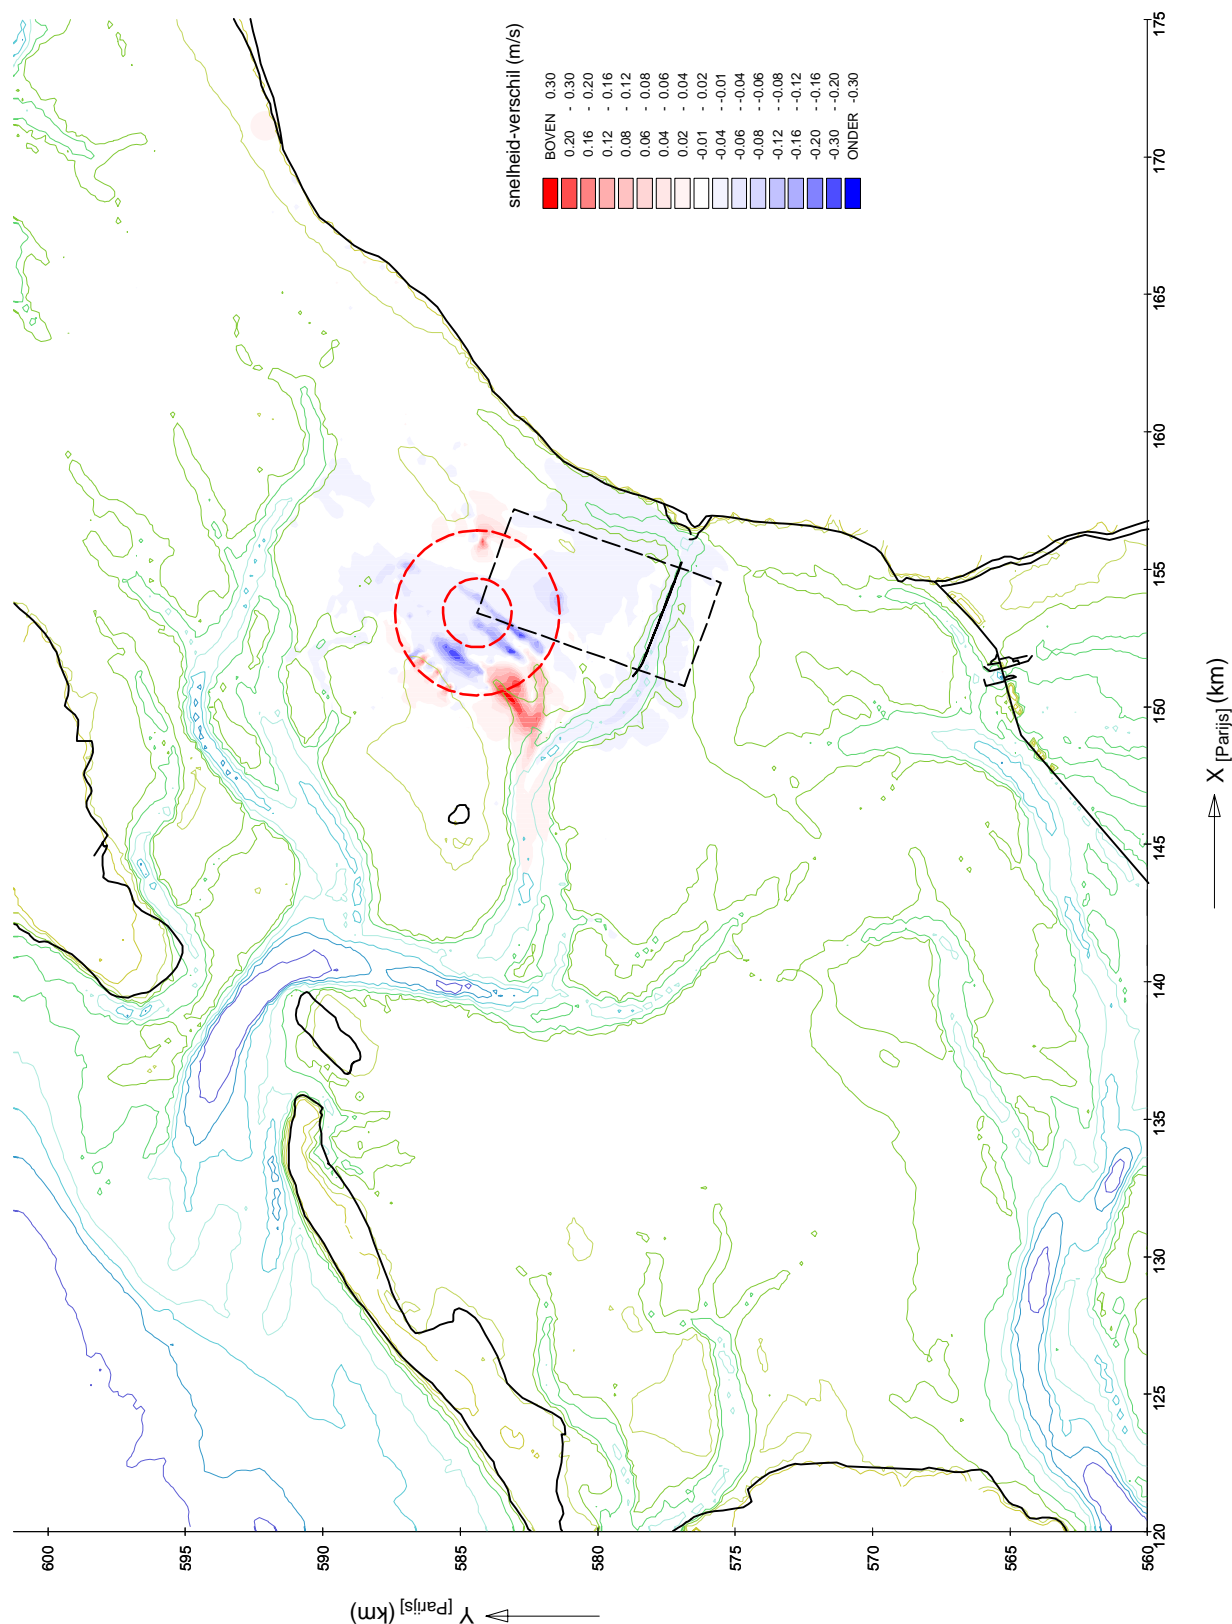 snelheid-verschil (m/s)
BOVEN 0.30
0.20 - 0.30
0.16 - 0.20
0.12 - 0.16
0.08 - 0.12
0.06 - 0.08
0.04 - 0.06
0.02 - 0.04
-0.01 - 0.02
-0.04 - -0.01
-0.06 - -0.04
-0.08 - -0.06
-0.12 - -0.08
-0.16 - -0.12
-0.20 - -0.16
-0.30 - -0.20
ONDER -0.30
Y [Parijs] (km)
600
595
590
585
580
575
570
565
560
120
125
130
135
140
145
150
155
160
165
170
175
X [Parijs] (km)